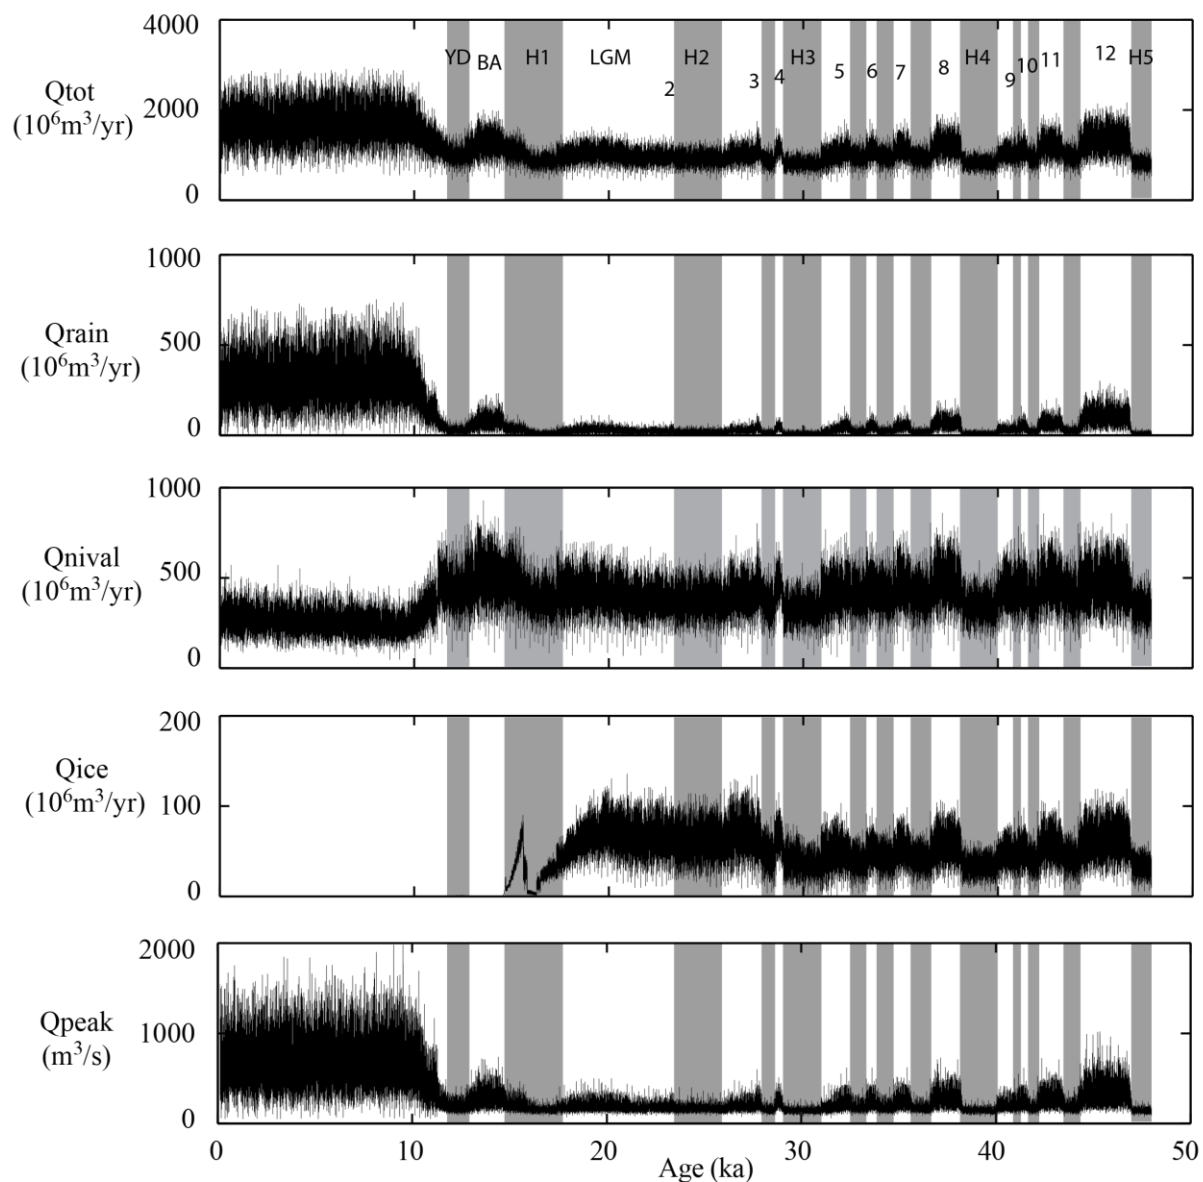 4000
Qtot
(10⁶m³/yr)
2000
0
YD BA H1 LGM 2 H2 3 4 H3 5 6 7 8 H4 9 10 11 12 H5
1000
Qrain
(10⁶m³/yr)
500
0
1000
Qnival
(10⁶m³/yr)
500
0
200
Qice
(10⁶m³/yr)
100
0
2000
Qpeak
(m³/s)
1000
0
0 10 20 30 40 50
Age (ka)